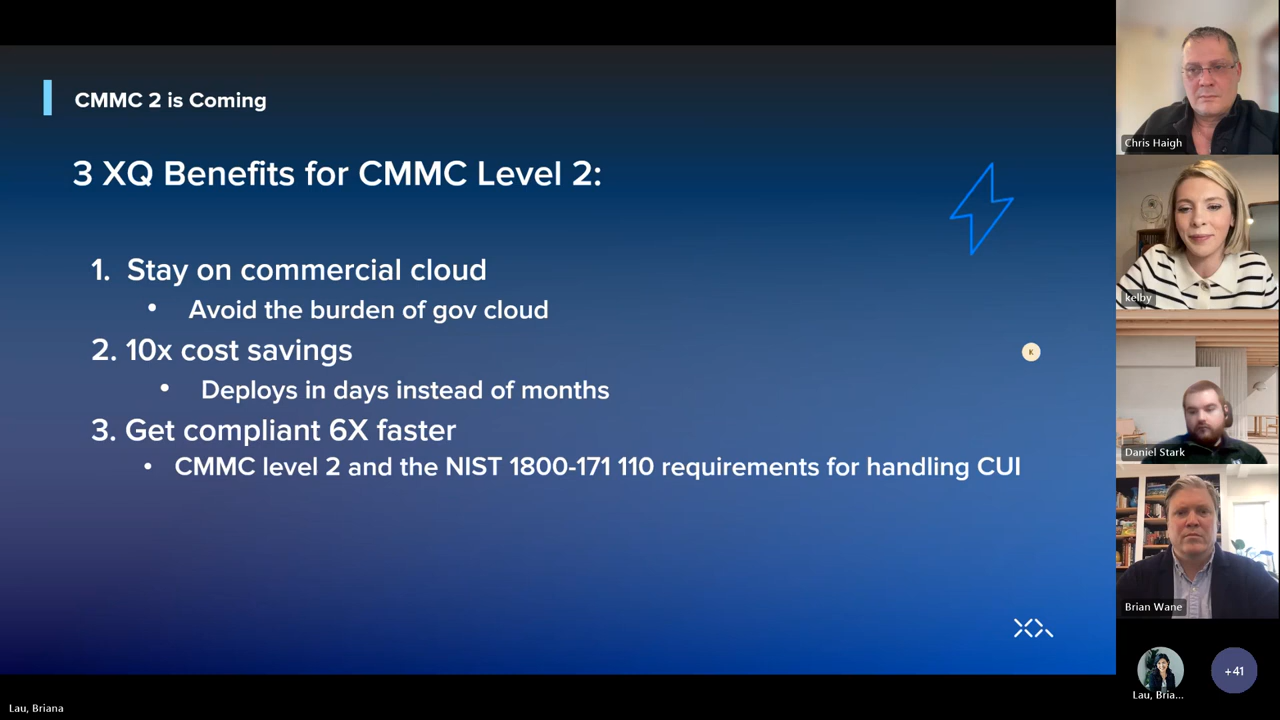 CMMC 2 is Coming
3 XQ Benefits for CMMC Level 2:
1. Stay on commercial cloud
• Avoid the burden of gov cloud
2. 10x cost savings
K
• Deploys in days instead of months
3. Get compliant 6X faster
• CMMC level 2 and the NIST 1800-171 110 requirements for handling CUI
XQ
Lau, Briana
Chris Haigh
kelby
Daniel Stark
Brian Wane
Lau, Bria...
+41